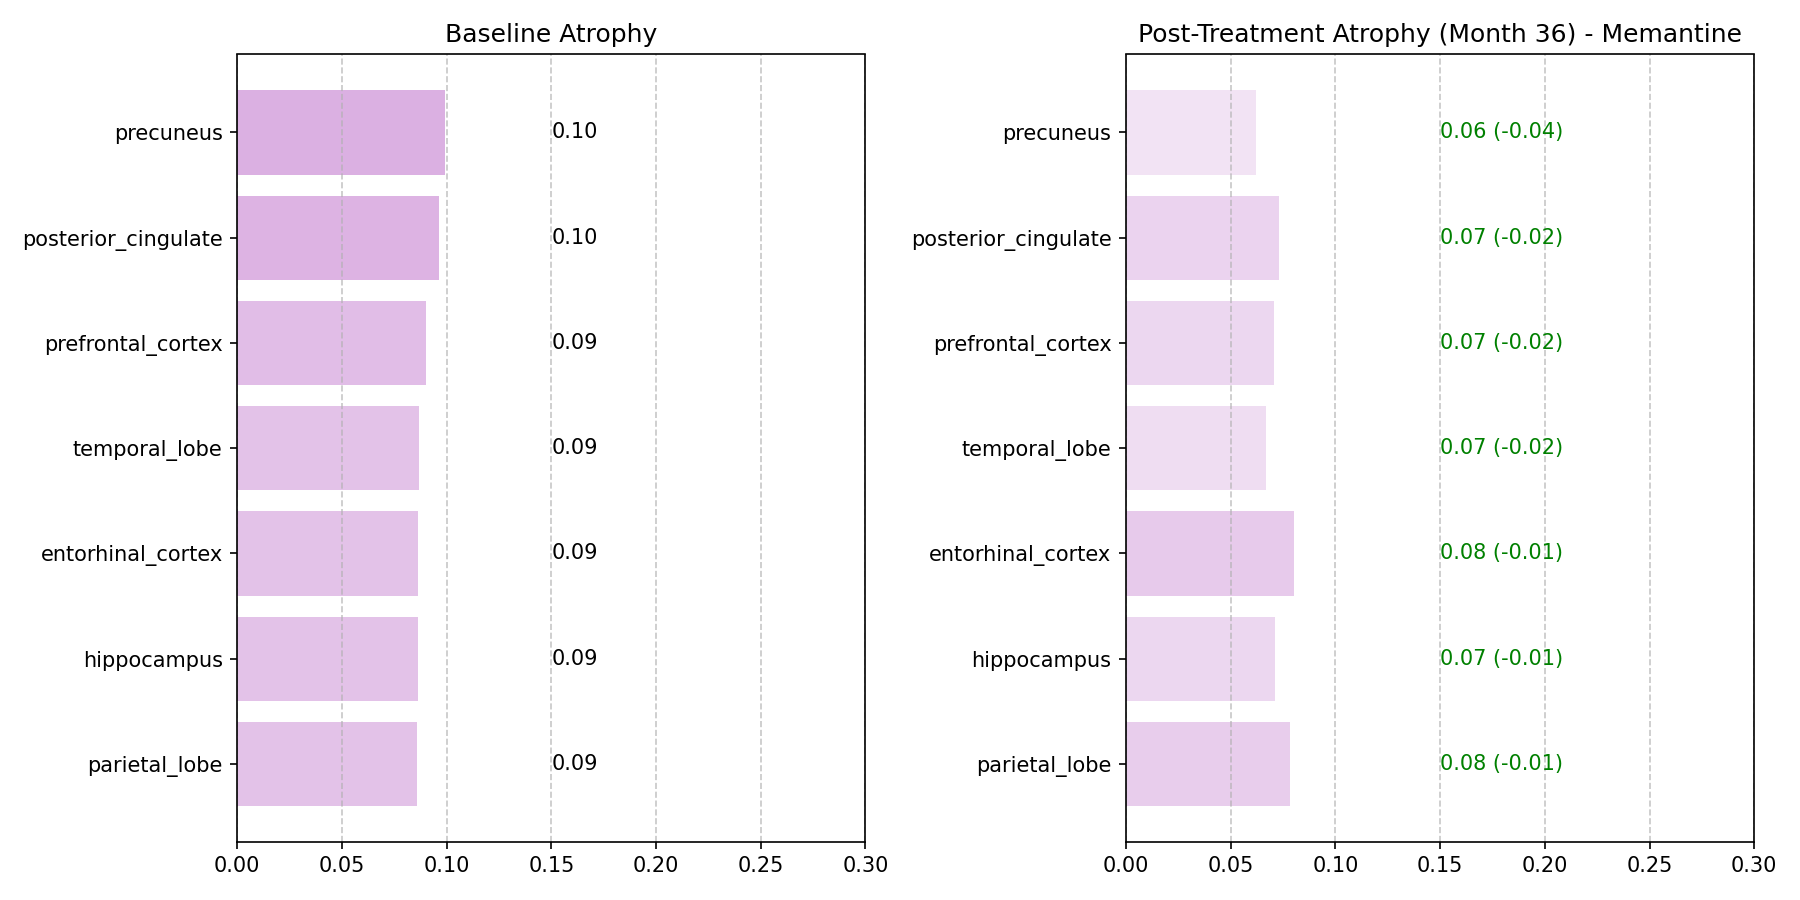 Baseline Atrophy
precuneus 0.10
posterior_cingulate 0.10
prefrontal_cortex 0.09
temporal_lobe 0.09
entorhinal_cortex 0.09
hippocampus 0.09
parietal_lobe 0.09
0.00 0.05 0.10 0.15 0.20 0.25 0.30
Post-Treatment Atrophy (Month 36) - Memantine
precuneus 0.06 (-0.04)
posterior_cingulate 0.07 (-0.02)
prefrontal_cortex 0.07 (-0.02)
temporal_lobe 0.07 (-0.02)
entorhinal_cortex 0.08 (-0.01)
hippocampus 0.07 (-0.01)
parietal_lobe 0.08 (-0.01)
0.00 0.05 0.10 0.15 0.20 0.25 0.30